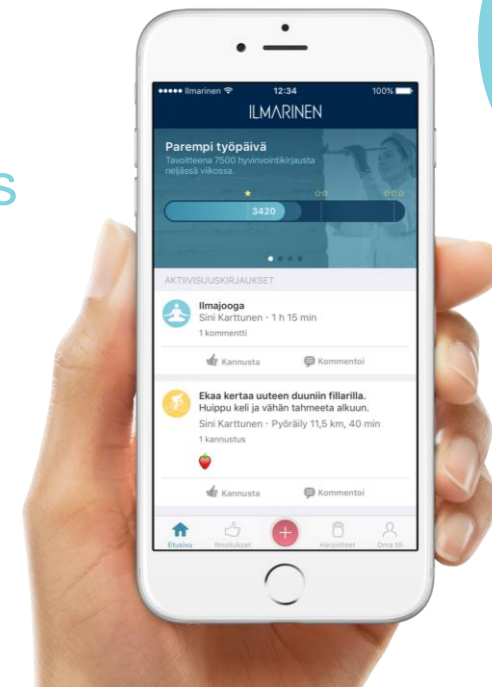 s
●●●●● Ilmarinen 12:34 100%
ILMARINEN
Parempi työpäivä
Tavoitteena 7500 hyvinvointikirjausta
neljässä viikossa.
3420
AKTIIVISUUSKIRJAUKSET
Ilmajooga
Sini Karttunen · 1 h 15 min
1 kommentti
Kannusta Kommentoi
Ekaa kertaa uuteen duuniin fillarilla.
Huippu keli ja vähän tahmeeta alkuun.
Sini Karttunen · Pyöräily 11,5 km, 40 min
1 kannustus
Kannusta Kommentoi
Etusivu Ilmoitukset Harjoitteet Oma tili